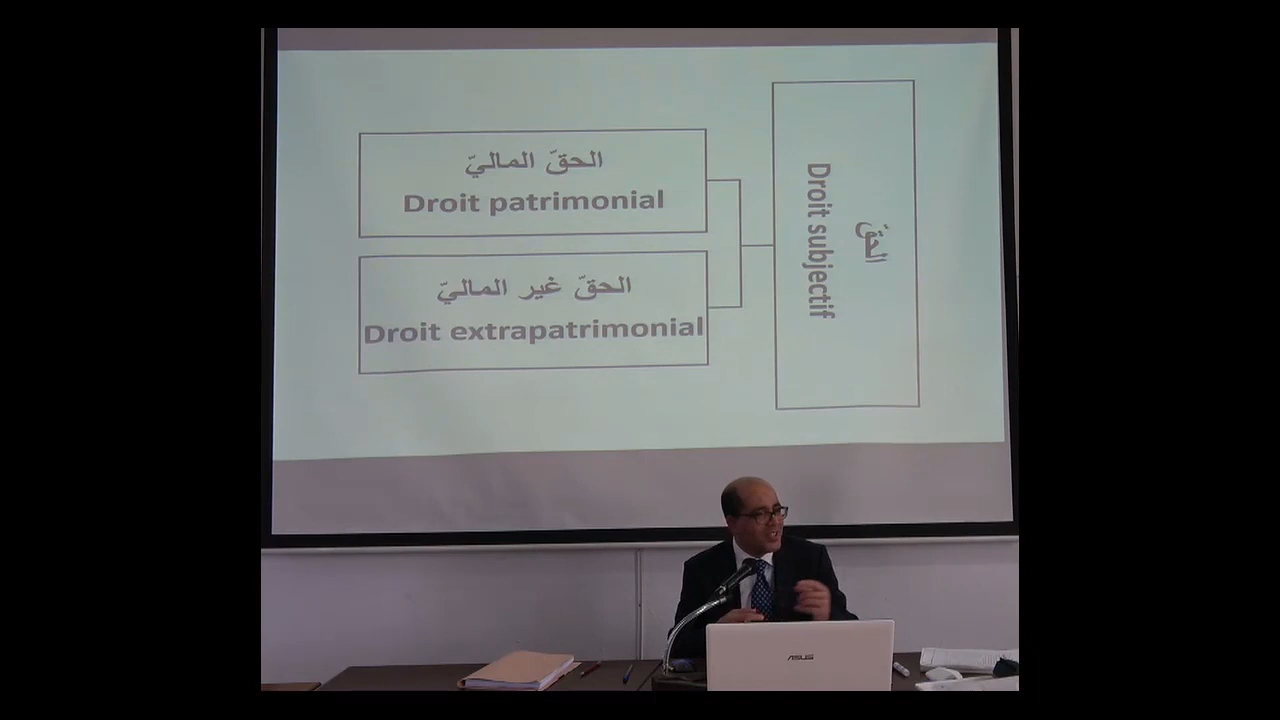 الحقّ
Droit subjectif
الحقّ الماليّ
Droit patrimonial
الحقّ غير الماليّ
Droit extrapatrimonial
ASUS